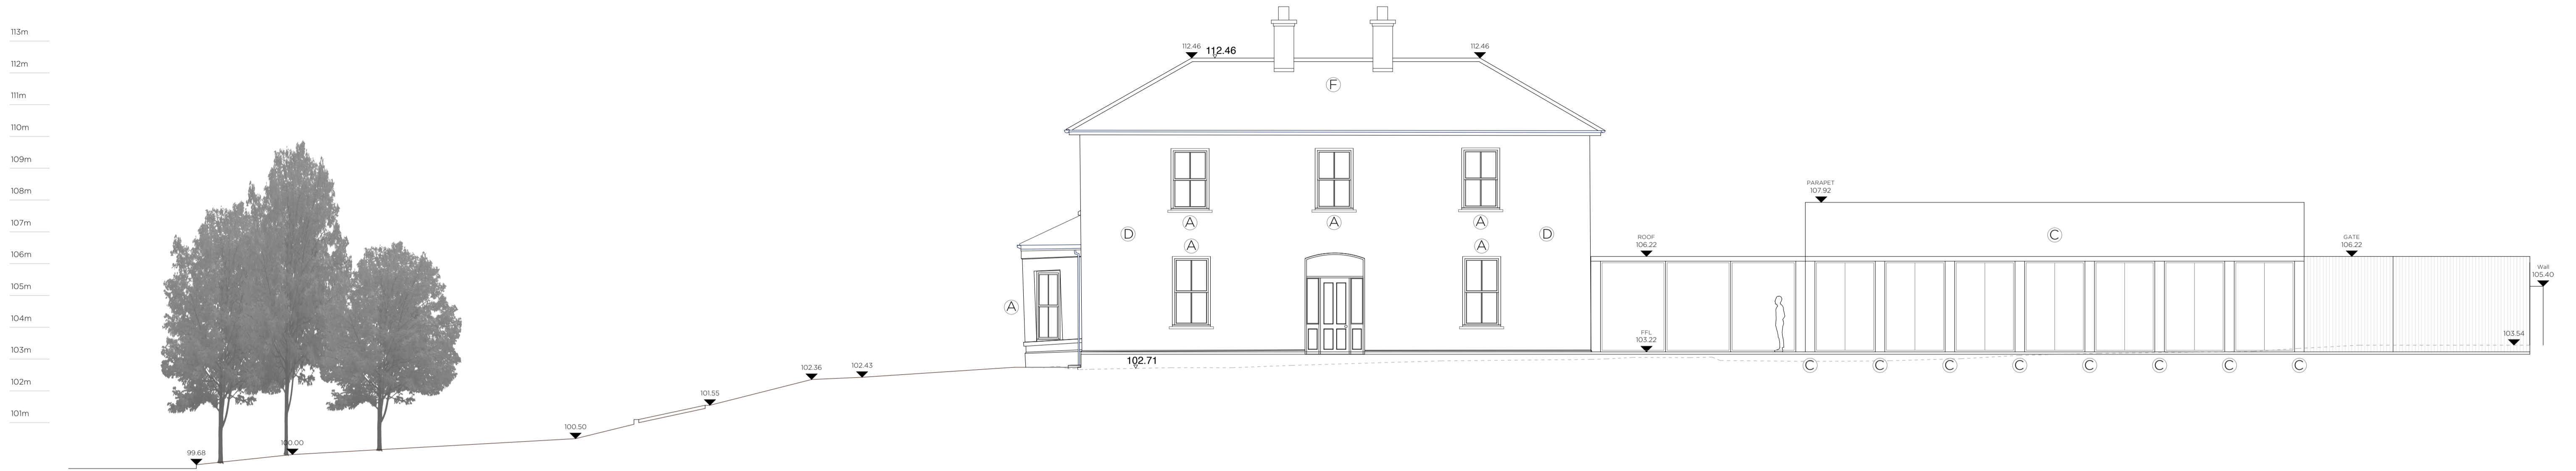 113m
112m
111m
110m
109m
108m
107m
106m
105m
104m
103m
102m
101m
99.68
100.00
100.50
101.55
102.36
102.43
112.46
112.46
112.46
F
A
A
A
A
A
D
D
A
102.71
ROOF
106.22
FFL
103.22
PARAPET
107.92
C
C
C
C
C
C
C
C
C
GATE
106.22
Wall
105.40
103.54